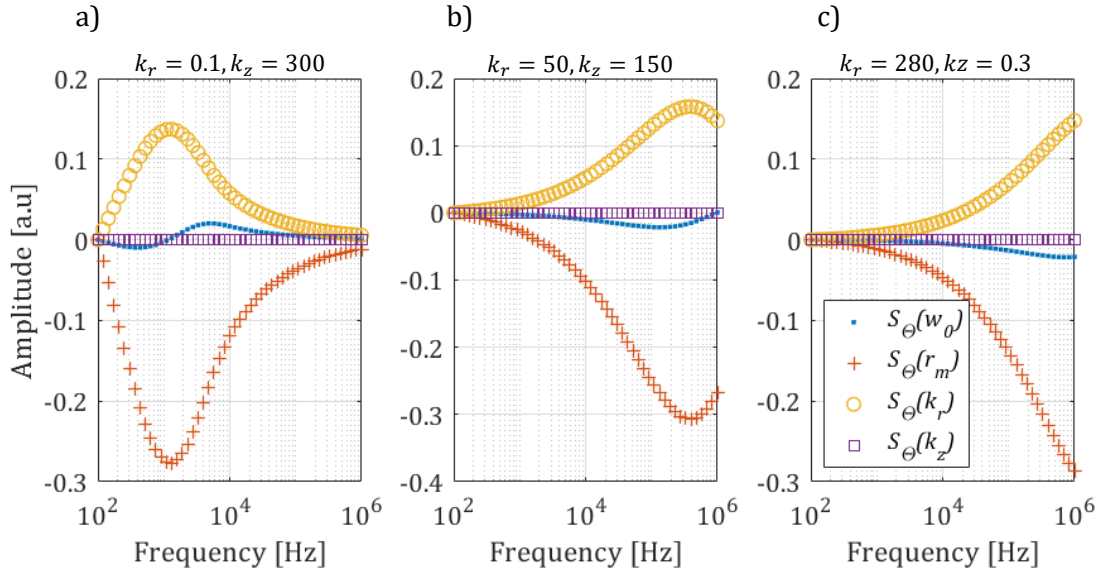 a)
b)
c)
k_r = 0.1, k_z = 300
k_r = 50, k_z = 150
k_r = 280, kz = 0.3
Amplitude [a.u]
0.2
0.1
0
-0.1
-0.2
-0.3
10^2
10^4
10^6
Frequency [Hz]
0.2
0.1
0
-0.1
-0.2
-0.3
-0.4
10^2
10^4
10^6
Frequency [Hz]
0.2
0.1
0
-0.1
-0.2
-0.3
10^2
10^4
10^6
Frequency [Hz]
S_Θ(w_0)
S_Θ(r_m)
S_Θ(k_r)
S_Θ(k_z)